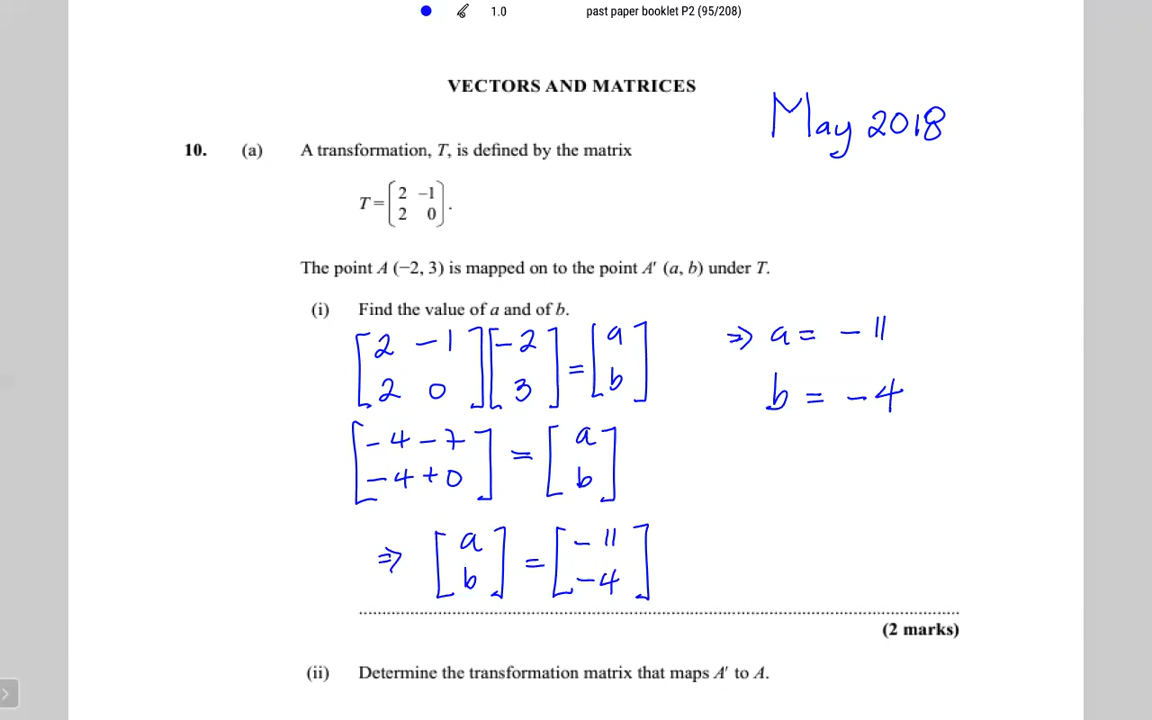 1.0 past paper booklet P2 (95/208)
VECTORS AND MATRICES
May 2018
10. (a) A transformation, T, is defined by the matrix
T = [2 −1
2 0].
The point A (−2, 3) is mapped on to the point A′ (a, b) under T.
(i) Find the value of a and of b.
[2 −1 [−2 = [a ⇒ a = −11
2 0] 3] b] b = −4
[−4 −7 = [a
−4 + 0] b]
⇒ [a = [−11
b] −4]
(2 marks)
(ii) Determine the transformation matrix that maps A′ to A.